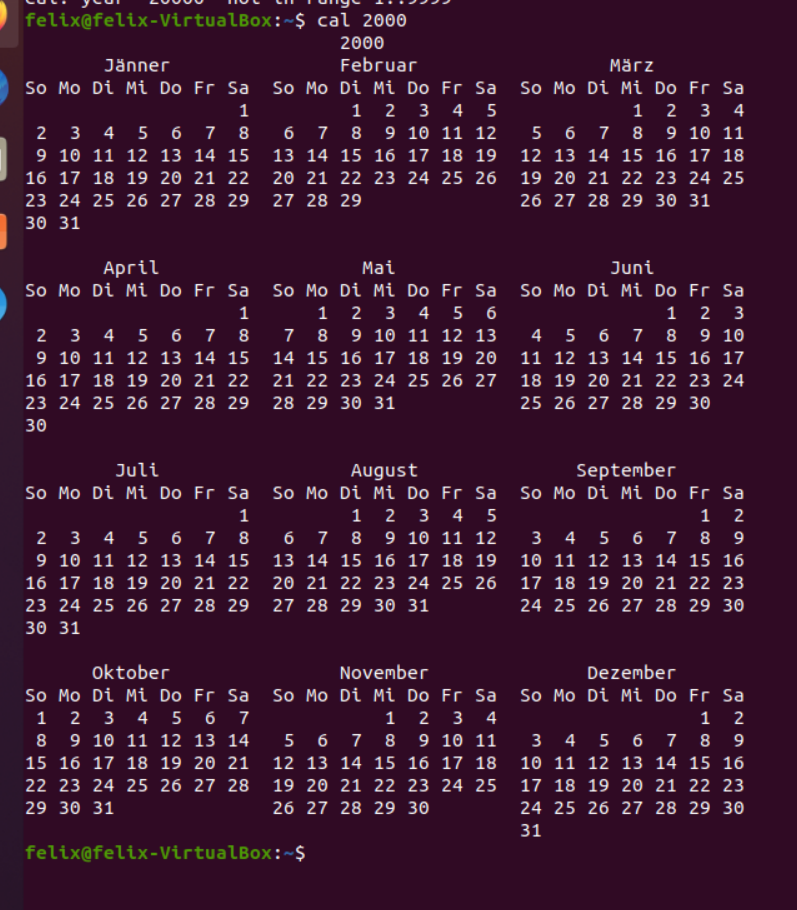 cal: year `20000' not in range 1..9999
felix@felix-VirtualBox:~$ cal 2000
                            2000
       Jänner               Februar                 März
So Mo Di Mi Do Fr Sa  So Mo Di Mi Do Fr Sa  So Mo Di Mi Do Fr Sa
                   1         1  2  3  4  5            1  2  3  4
 2  3  4  5  6  7  8   6  7  8  9 10 11 12   5  6  7  8  9 10 11
 9 10 11 12 13 14 15  13 14 15 16 17 18 19  12 13 14 15 16 17 18
16 17 18 19 20 21 22  20 21 22 23 24 25 26  19 20 21 22 23 24 25
23 24 25 26 27 28 29  27 28 29              26 27 28 29 30 31
30 31
       April                  Mai                   Juni
So Mo Di Mi Do Fr Sa  So Mo Di Mi Do Fr Sa  So Mo Di Mi Do Fr Sa
                   1      1  2  3  4  5  6               1  2  3
 2  3  4  5  6  7  8   7  8  9 10 11 12 13   4  5  6  7  8  9 10
 9 10 11 12 13 14 15  14 15 16 17 18 19 20  11 12 13 14 15 16 17
16 17 18 19 20 21 22  21 22 23 24 25 26 27  18 19 20 21 22 23 24
23 24 25 26 27 28 29  28 29 30 31           25 26 27 28 29 30
30
        Juli                 August              September
So Mo Di Mi Do Fr Sa  So Mo Di Mi Do Fr Sa  So Mo Di Mi Do Fr Sa
                   1         1  2  3  4  5                  1  2
 2  3  4  5  6  7  8   6  7  8  9 10 11 12   3  4  5  6  7  8  9
 9 10 11 12 13 14 15  13 14 15 16 17 18 19  10 11 12 13 14 15 16
16 17 18 19 20 21 22  20 21 22 23 24 25 26  17 18 19 20 21 22 23
23 24 25 26 27 28 29  27 28 29 30 31        24 25 26 27 28 29 30
30 31
      Oktober               November              Dezember
So Mo Di Mi Do Fr Sa  So Mo Di Mi Do Fr Sa  So Mo Di Mi Do Fr Sa
 1  2  3  4  5  6  7            1  2  3  4                  1  2
 8  9 10 11 12 13 14   5  6  7  8  9 10 11   3  4  5  6  7  8  9
15 16 17 18 19 20 21  12 13 14 15 16 17 18  10 11 12 13 14 15 16
22 23 24 25 26 27 28  19 20 21 22 23 24 25  17 18 19 20 21 22 23
29 30 31              26 27 28 29 30        24 25 26 27 28 29 30
                                            31
felix@felix-VirtualBox:~$